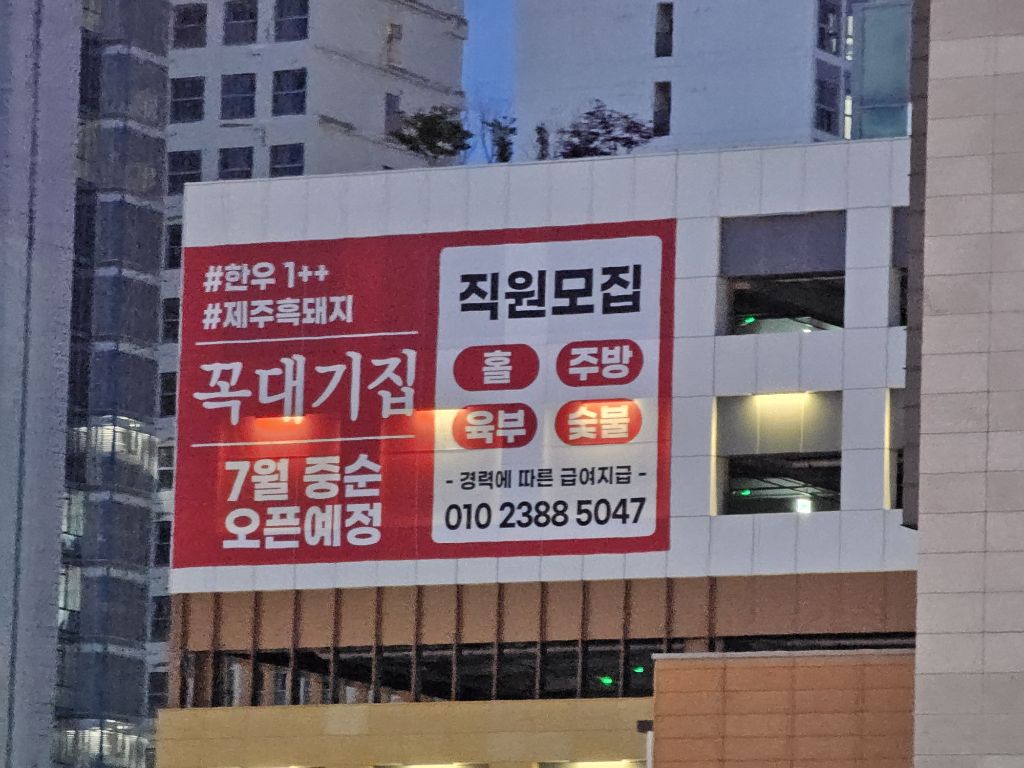 #한우 1++
#제주흑돼지
꼭대기집
7월 중순
오픈예정
직원모집
홀 주방
육부 숯불
- 경력에 따른 급여지급 -
010 2388 5047